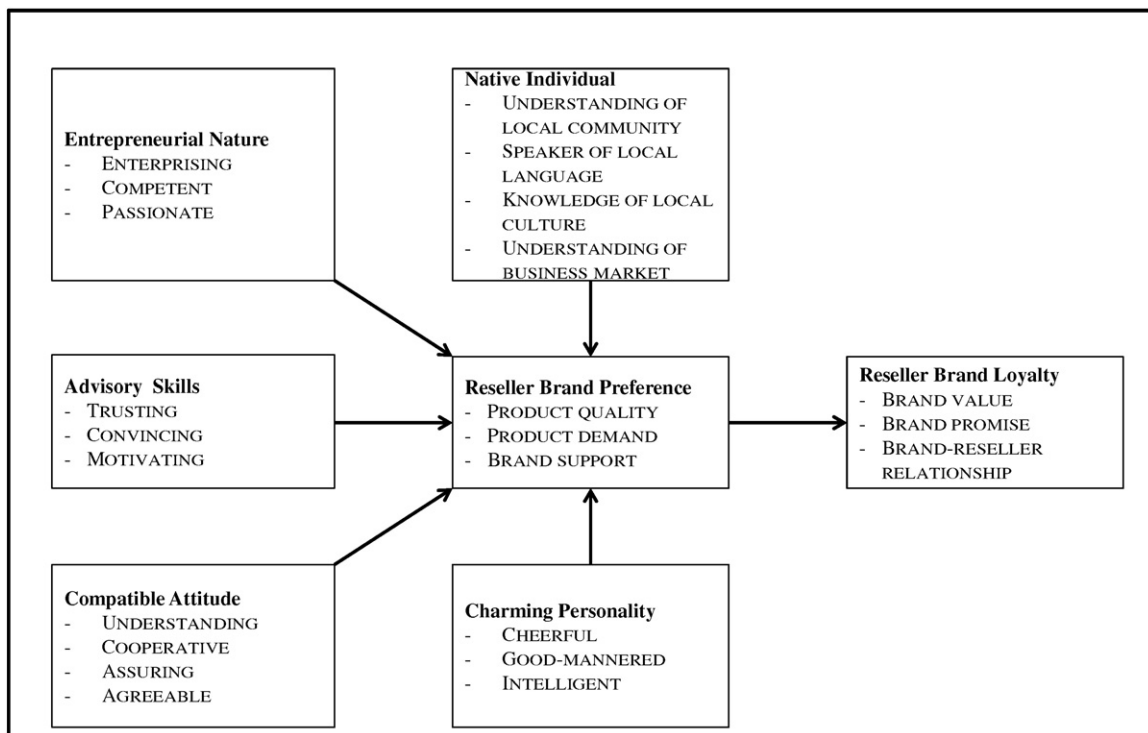 Entrepreneurial Nature
- ENTERPRISING
- COMPETENT
- PASSIONATE
Native Individual
- UNDERSTANDING OF
LOCAL COMMUNITY
- SPEAKER OF LOCAL
LANGUAGE
- KNOWLEDGE OF LOCAL
CULTURE
- UNDERSTANDING OF
BUSINESS MARKET
Advisory Skills
- TRUSTING
- CONVINCING
- MOTIVATING
Reseller Brand Preference
- PRODUCT QUALITY
- PRODUCT DEMAND
- BRAND SUPPORT
Reseller Brand Loyalty
- BRAND VALUE
- BRAND PROMISE
- BRAND-RESELLER
RELATIONSHIP
Compatible Attitude
- UNDERSTANDING
- COOPERATIVE
- ASSURING
- AGREEABLE
Charming Personality
- CHEERFUL
- GOOD-MANNERED
- INTELLIGENT